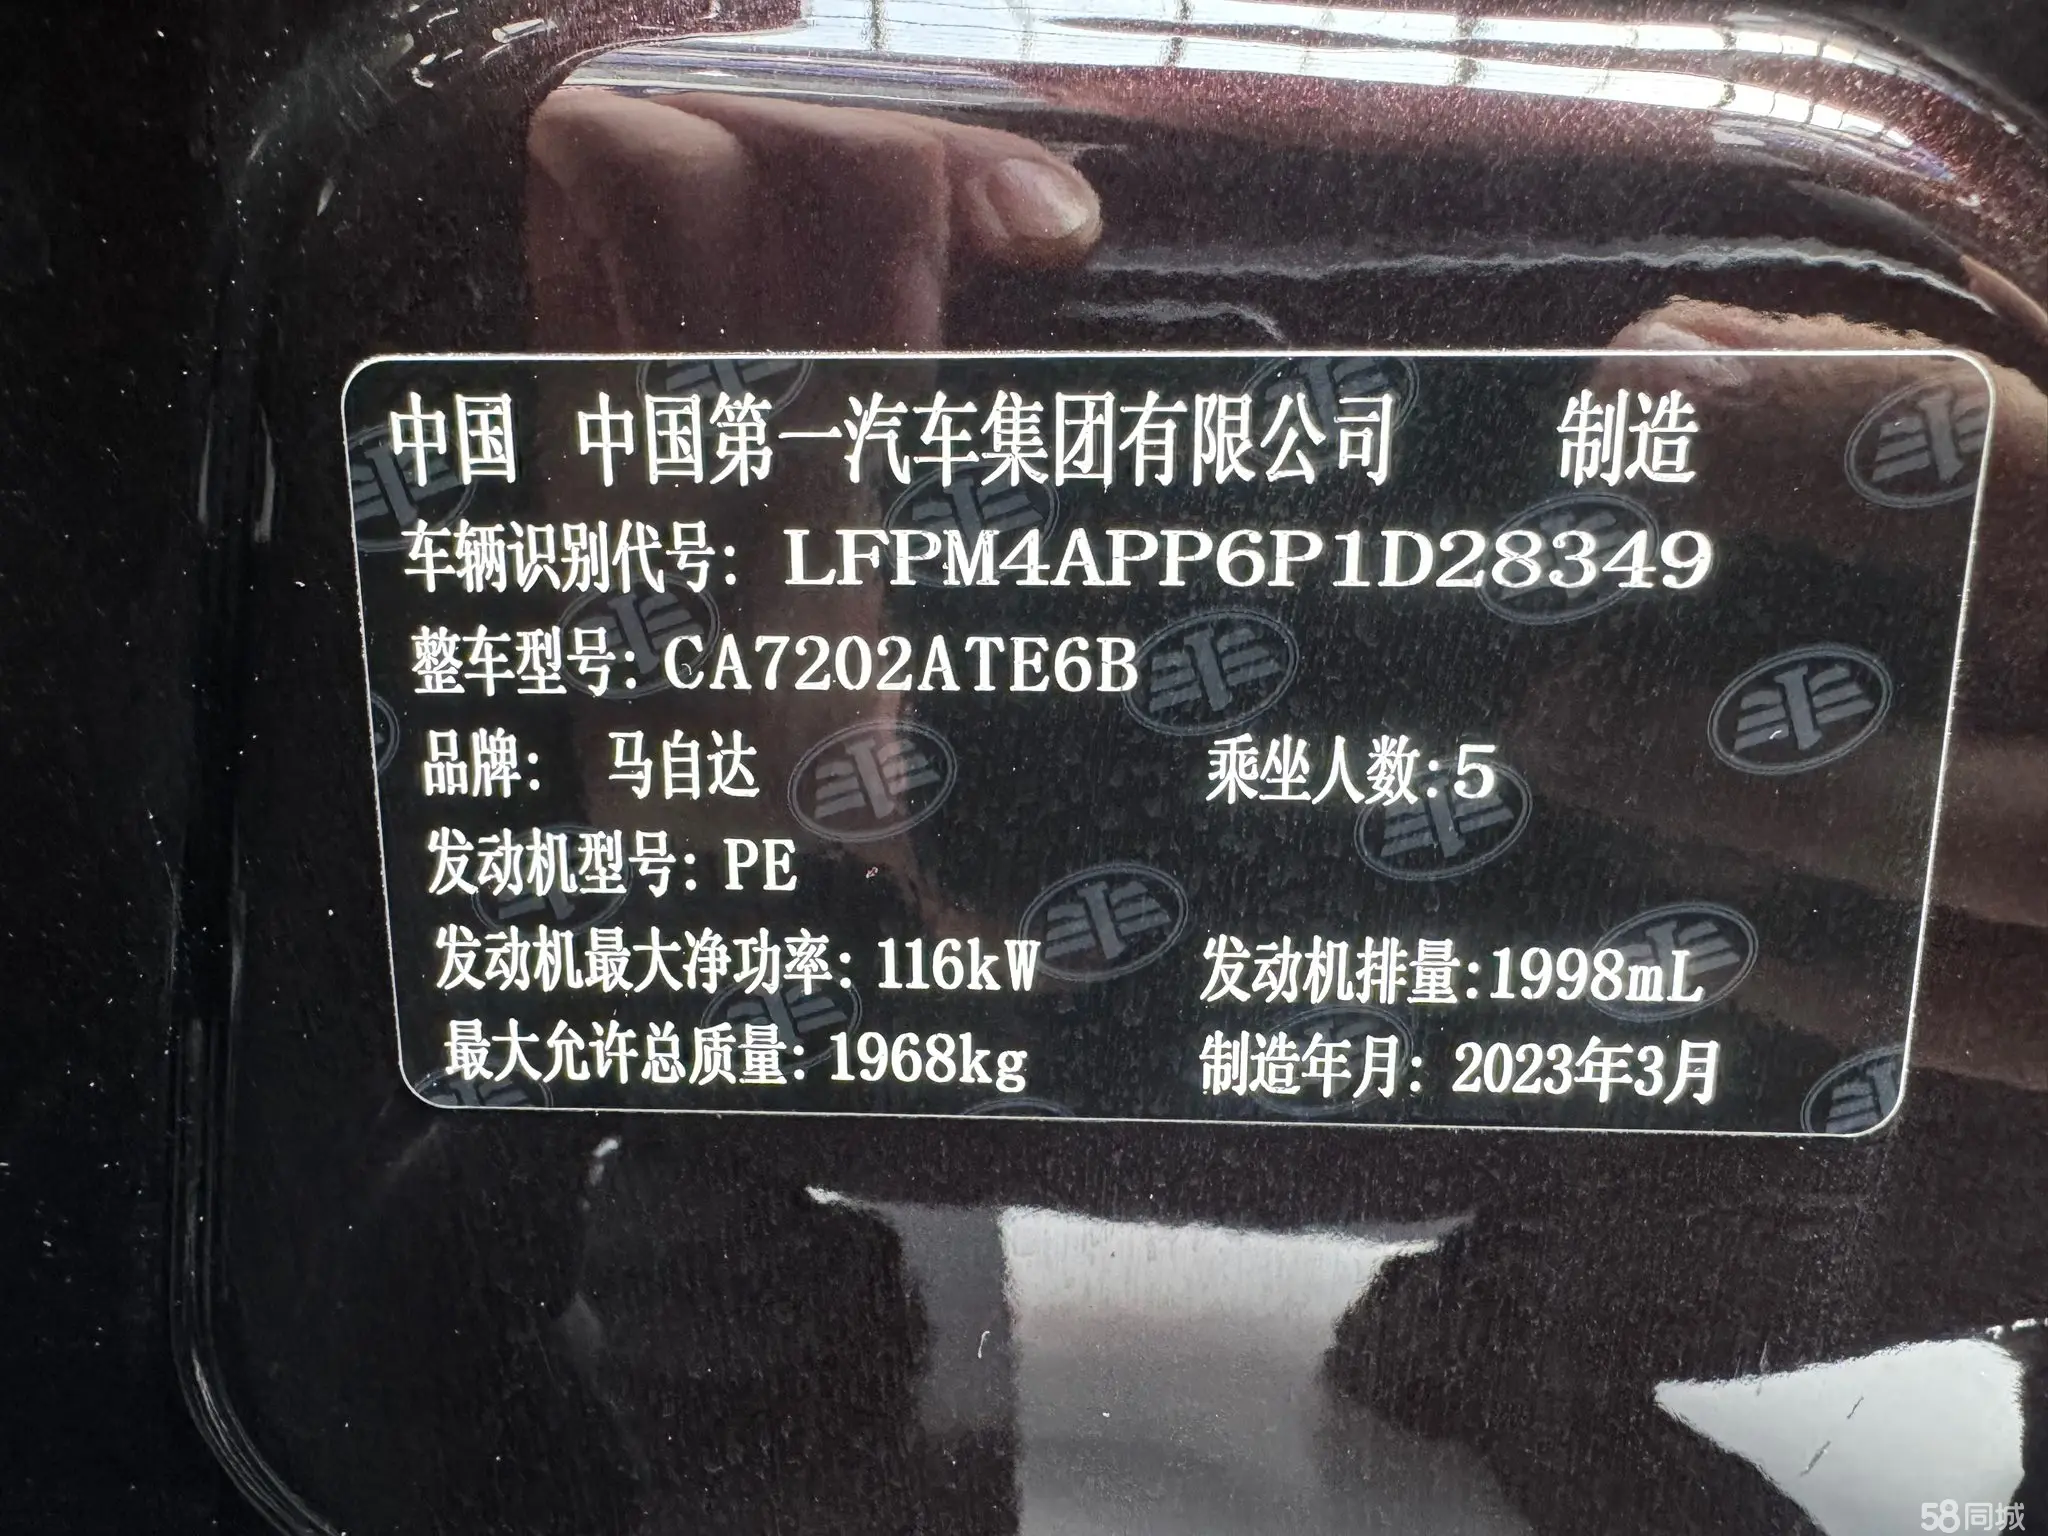 中国 中国第一汽车集团有限公司 制造
车辆识别代号: LFPM4APP6P1D28349
整车型号: CA7202ATE6B
品牌: 马自达 乘坐人数:5
发动机型号: PE
发动机最大净功率: 116kW 发动机排量:1998mL
最大允许总质量: 1968kg 制造年月: 2023年3月
58同城